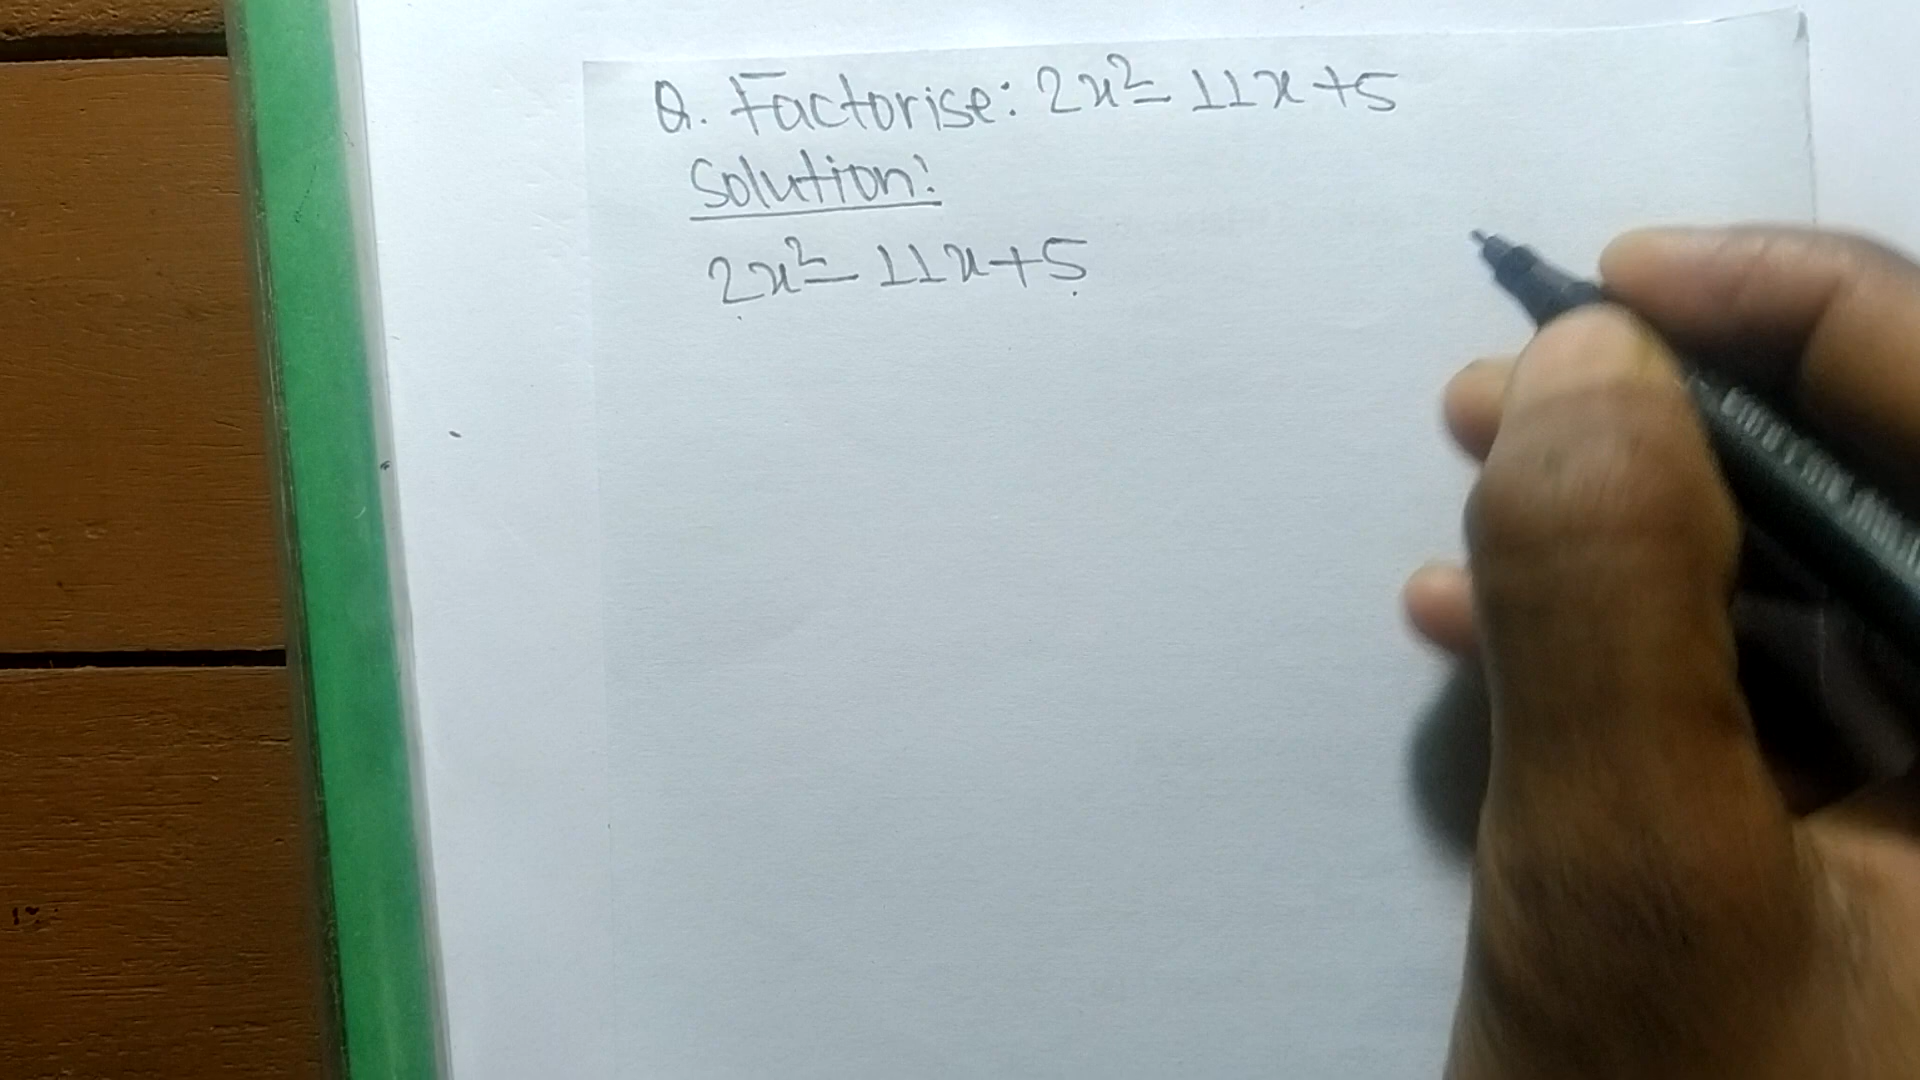 Q. Factorise: 2x²- 11x+5
Solution:
2x²- 11x+5